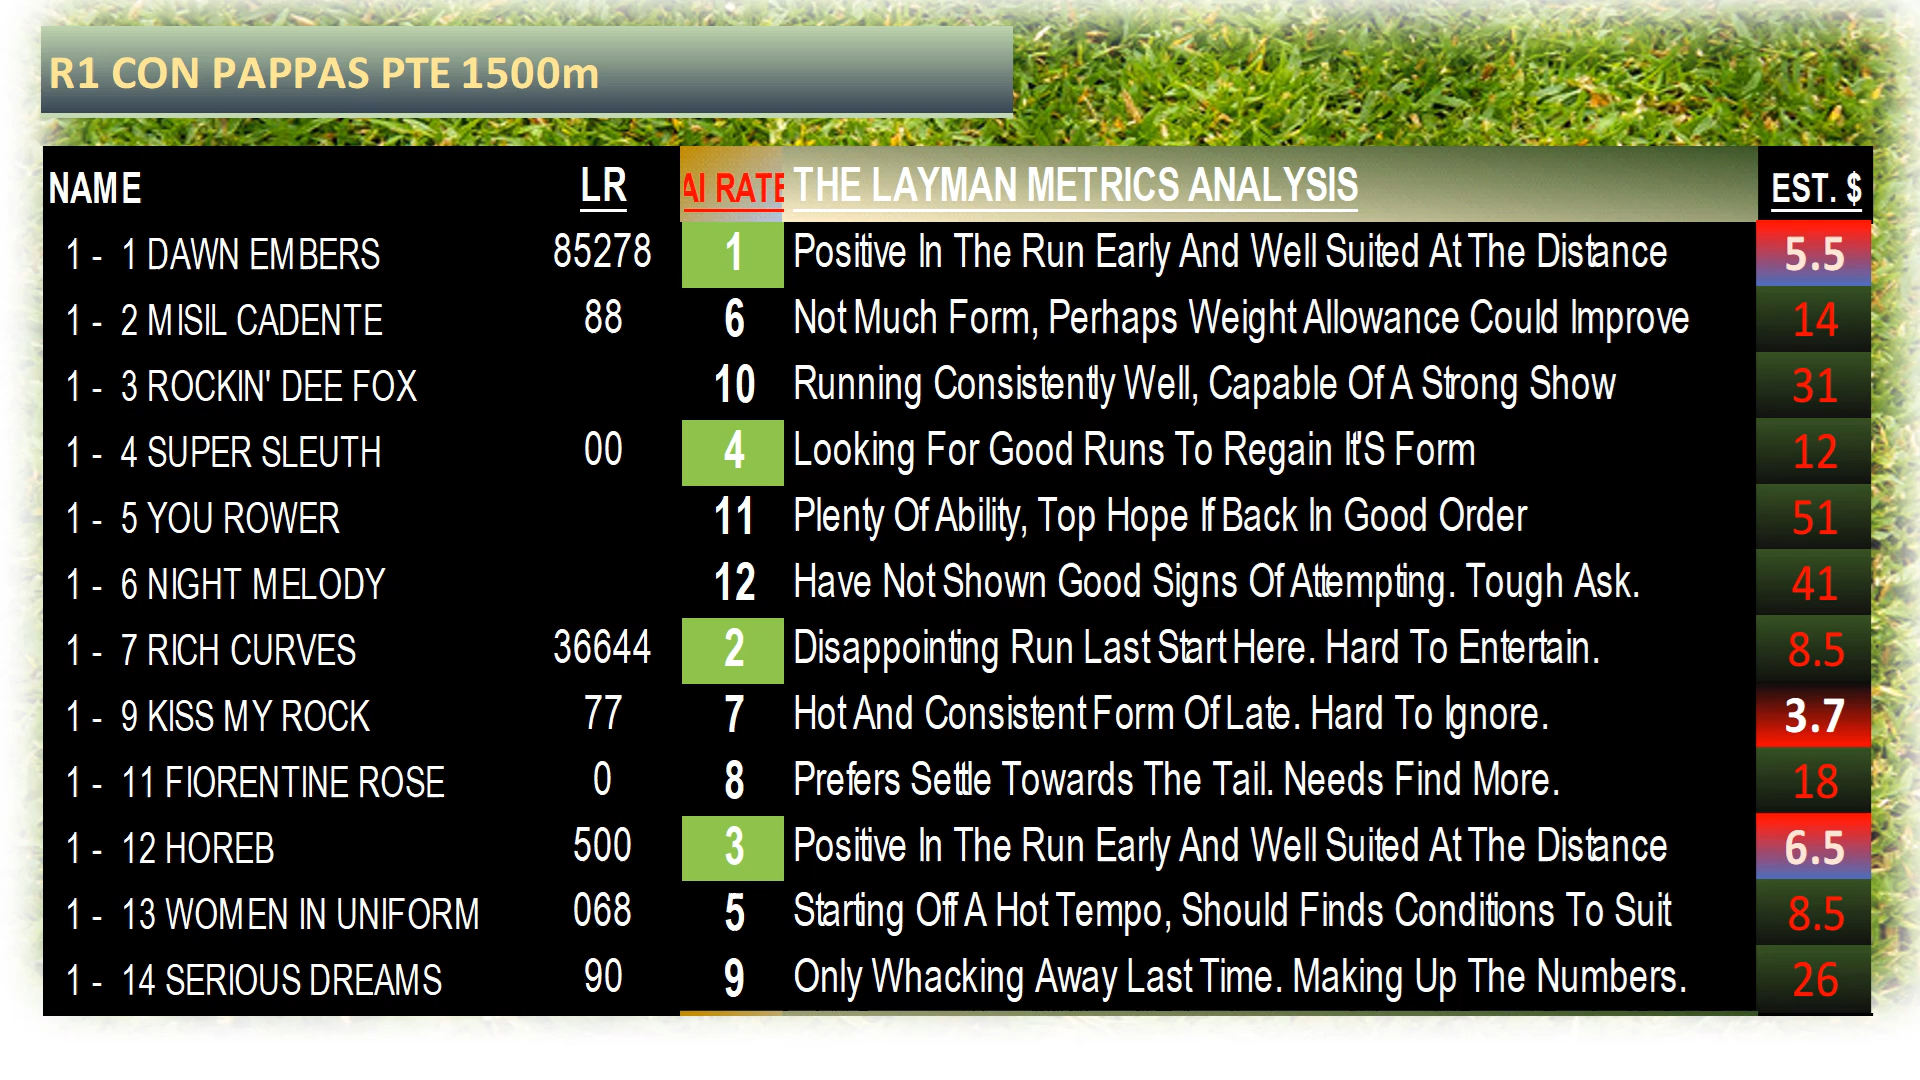 R1 CON PAPPAS PTE 1500m
NAME LR AI RATE THE LAYMAN METRICS ANALYSIS EST. $
1 - 1 DAWN EMBERS 85278 1 Positive In The Run Early And Well Suited At The Distance 5.5
1 - 2 MISIL CADENTE 88 6 Not Much Form, Perhaps Weight Allowance Could Improve 14
1 - 3 ROCKIN' DEE FOX 10 Running Consistently Well, Capable Of A Strong Show 31
1 - 4 SUPER SLEUTH 00 4 Looking For Good Runs To Regain It'S Form 12
1 - 5 YOU ROWER 11 Plenty Of Ability, Top Hope If Back In Good Order 51
1 - 6 NIGHT MELODY 12 Have Not Shown Good Signs Of Attempting. Tough Ask. 41
1 - 7 RICH CURVES 36644 2 Disappointing Run Last Start Here. Hard To Entertain. 8.5
1 - 9 KISS MY ROCK 77 7 Hot And Consistent Form Of Late. Hard To Ignore. 3.7
1 - 11 FIORENTINE ROSE 0 8 Prefers Settle Towards The Tail. Needs Find More. 18
1 - 12 HOREB 500 3 Positive In The Run Early And Well Suited At The Distance 6.5
1 - 13 WOMEN IN UNIFORM 068 5 Starting Off A Hot Tempo, Should Finds Conditions To Suit 8.5
1 - 14 SERIOUS DREAMS 90 9 Only Whacking Away Last Time. Making Up The Numbers. 26